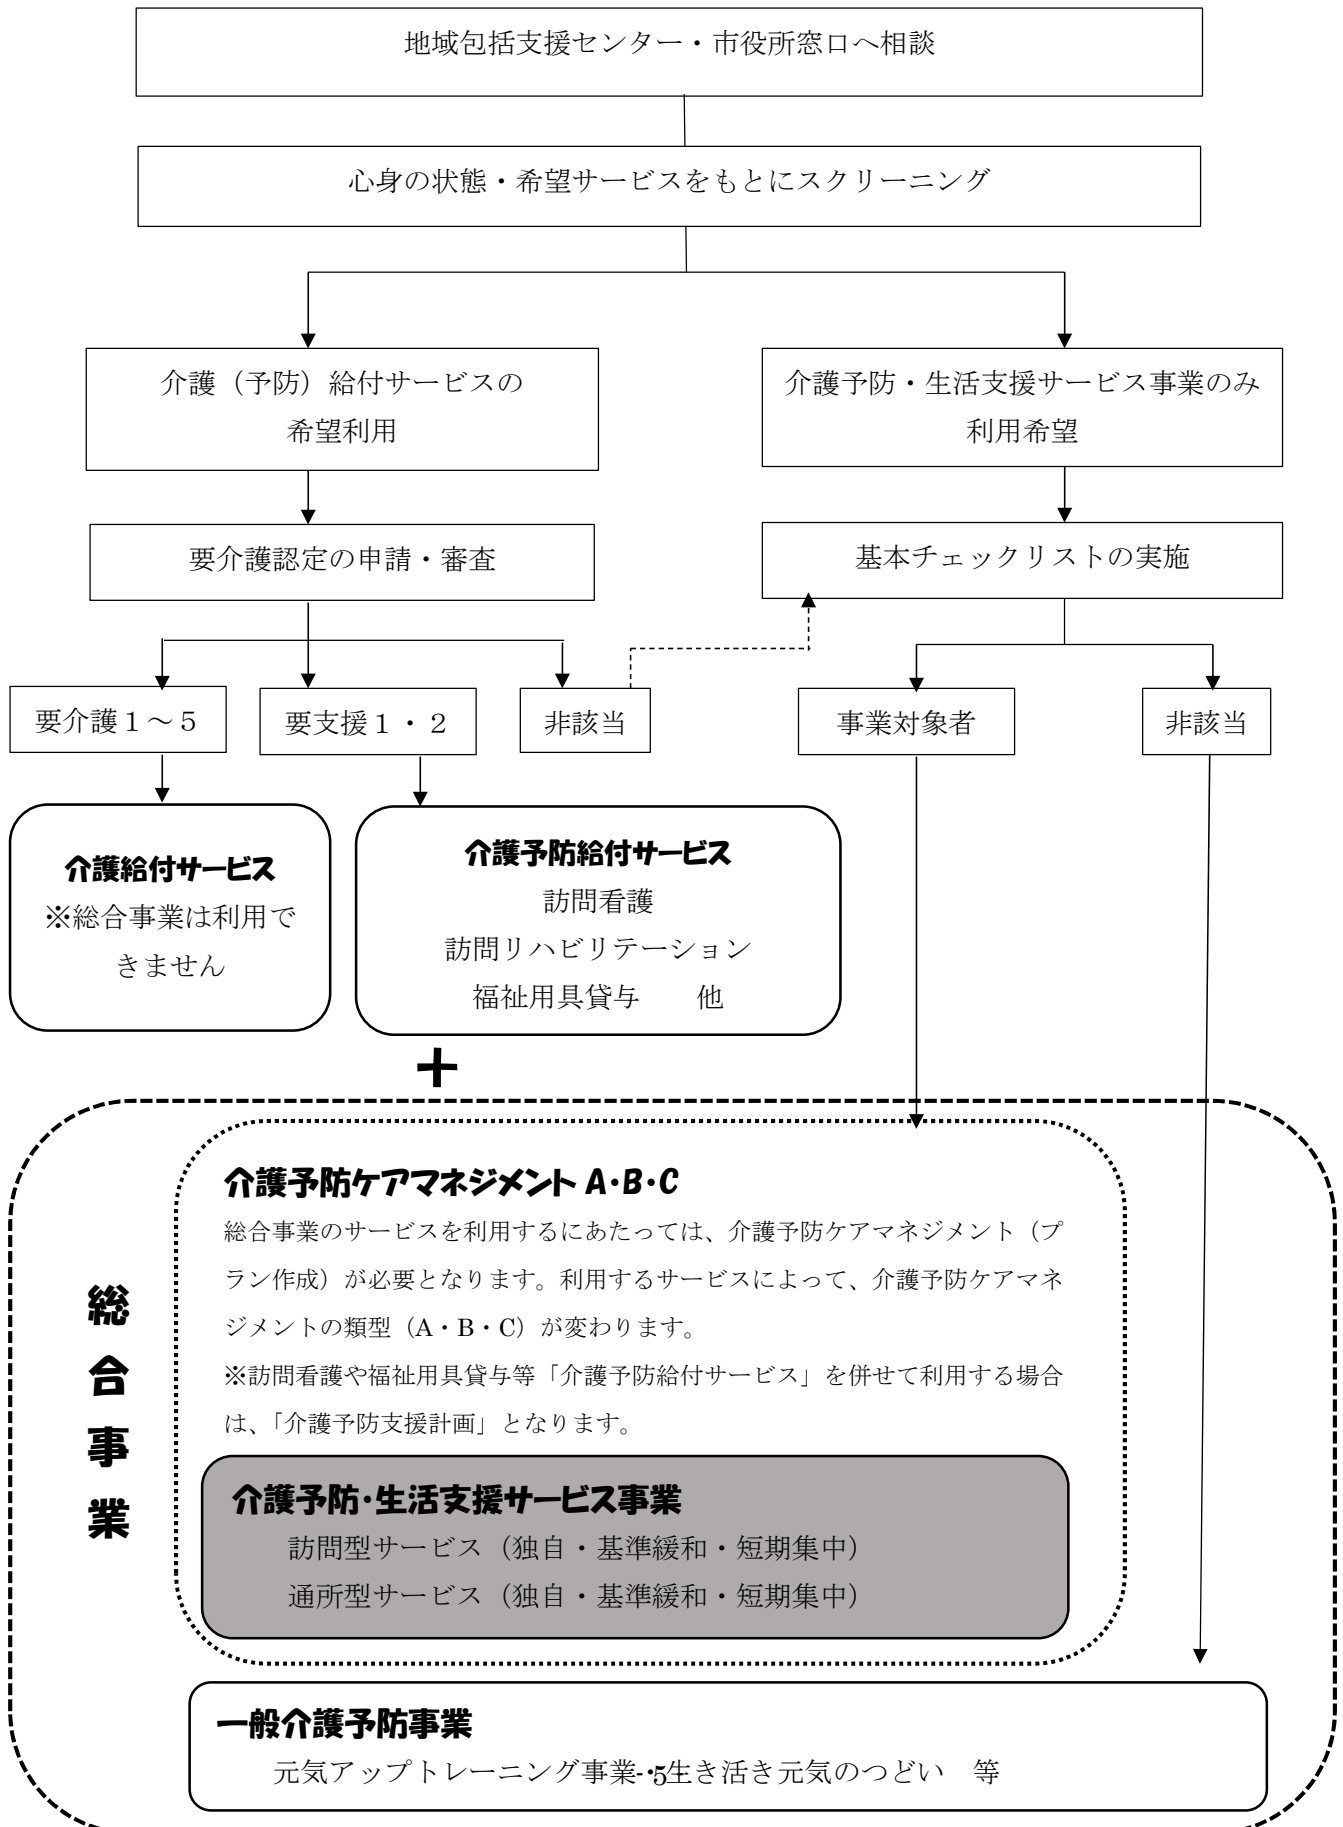 地域包括支援センター・市役所窓口へ相談
心身の状態・希望サービスをもとにスクリーニング
介護（予防）給付サービスの
希望利用
介護予防・生活支援サービス事業のみ
利用希望
要介護認定の申請・審査
基本チェックリストの実施
要介護１～５
要支援１・２
非該当
事業対象者
非該当
介護給付サービス
※総合事業は利用で
きません
介護予防給付サービス
訪問看護
訪問リハビリテーション
福祉用具貸与　　他
＋
総合事業
介護予防ケアマネジメント A・B・C
総合事業のサービスを利用するにあたっては、介護予防ケアマネジメント（プ
ラン作成）が必要となります。利用するサービスによって、介護予防ケアマネ
ジメントの類型（A・B・C）が変わります。
※訪問看護や福祉用具貸与等「介護予防給付サービス」を併せて利用する場合
は、「介護予防支援計画」となります。
介護予防・生活支援サービス事業
訪問型サービス（独自・基準緩和・短期集中）
通所型サービス（独自・基準緩和・短期集中）
一般介護予防事業
元気アップトレーニング事業・生き活き元気のつどい　等
- 5 -